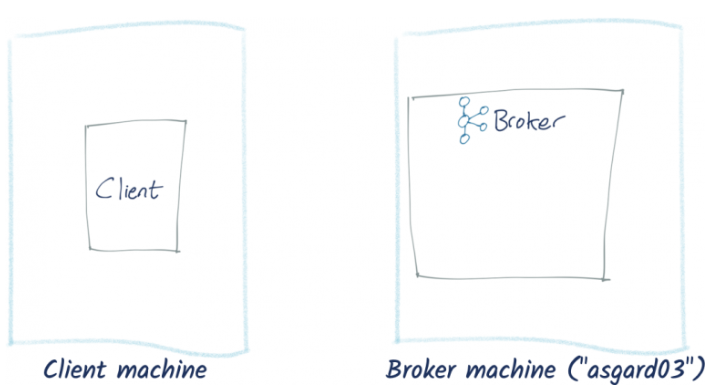 Client
Broker
Client machine
Broker machine ("asgard03")